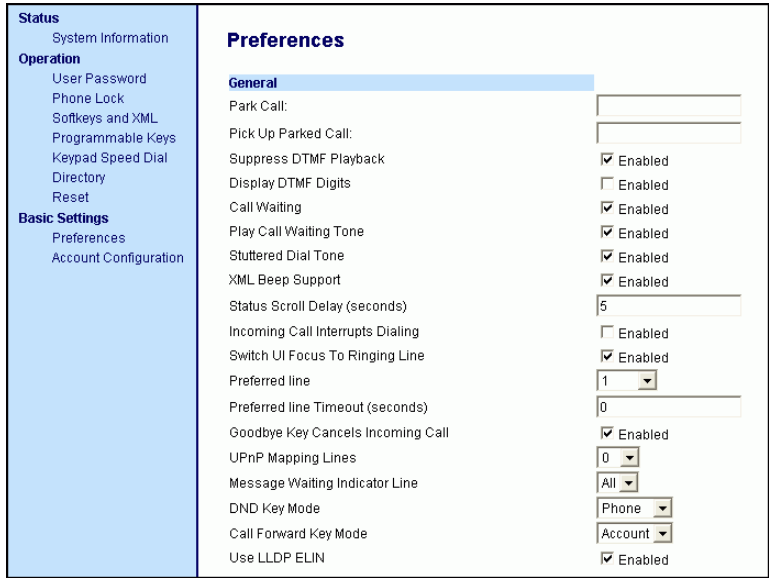 Status
System Information
Operation
User Password
Phone Lock
Softkeys and XML
Programmable Keys
Keypad Speed Dial
Directory
Reset
Basic Settings
Preferences
Account Configuration
Preferences
General
Park Call:
Pick Up Parked Call:
Suppress DTMF Playback Enabled
Display DTMF Digits Enabled
Call Waiting Enabled
Play Call Waiting Tone Enabled
Stuttered Dial Tone Enabled
XML Beep Support Enabled
Status Scroll Delay (seconds) 5
Incoming Call Interrupts Dialing Enabled
Switch UI Focus To Ringing Line Enabled
Preferred line 1
Preferred line Timeout (seconds) 0
Goodbye Key Cancels Incoming Call Enabled
UPnP Mapping Lines 0
Message Waiting Indicator Line All
DND Key Mode Phone
Call Forward Key Mode Account
Use LLDP ELIN Enabled